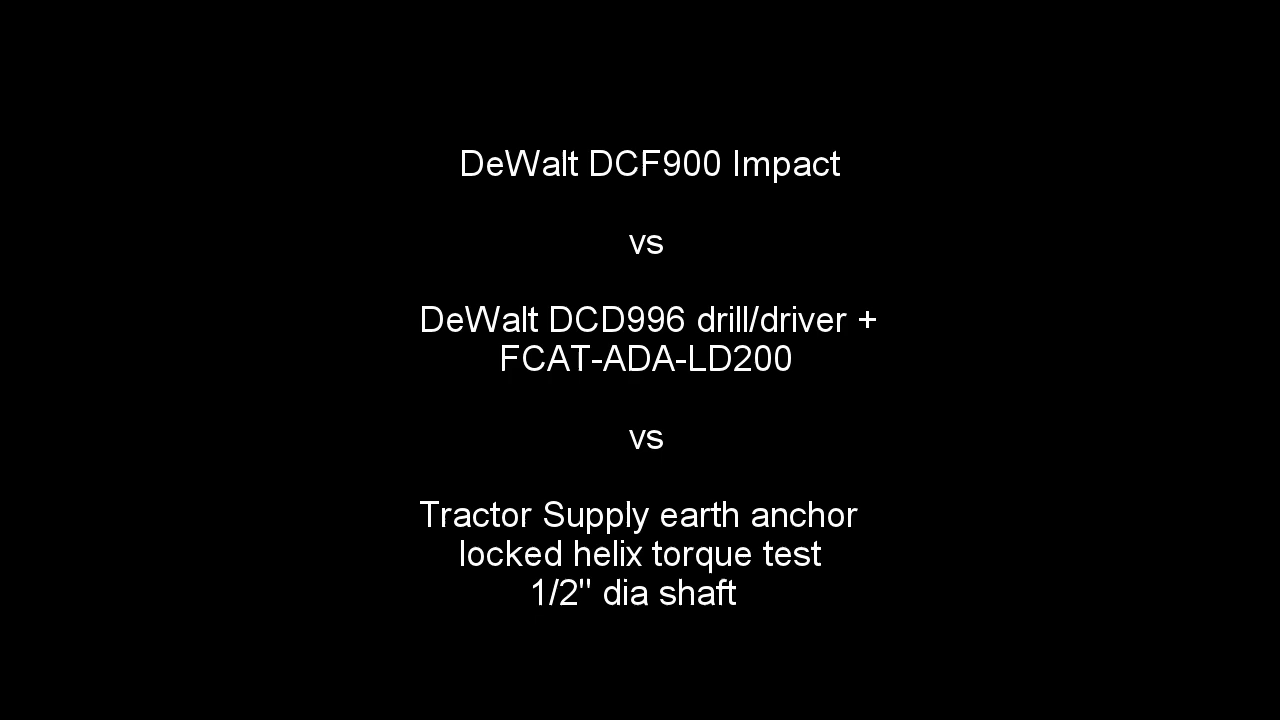 DeWalt DCF900 Impact
vs
DeWalt DCD996 drill/driver +
FCAT-ADA-LD200
vs
Tractor Supply earth anchor
locked helix torque test
1/2" dia shaft